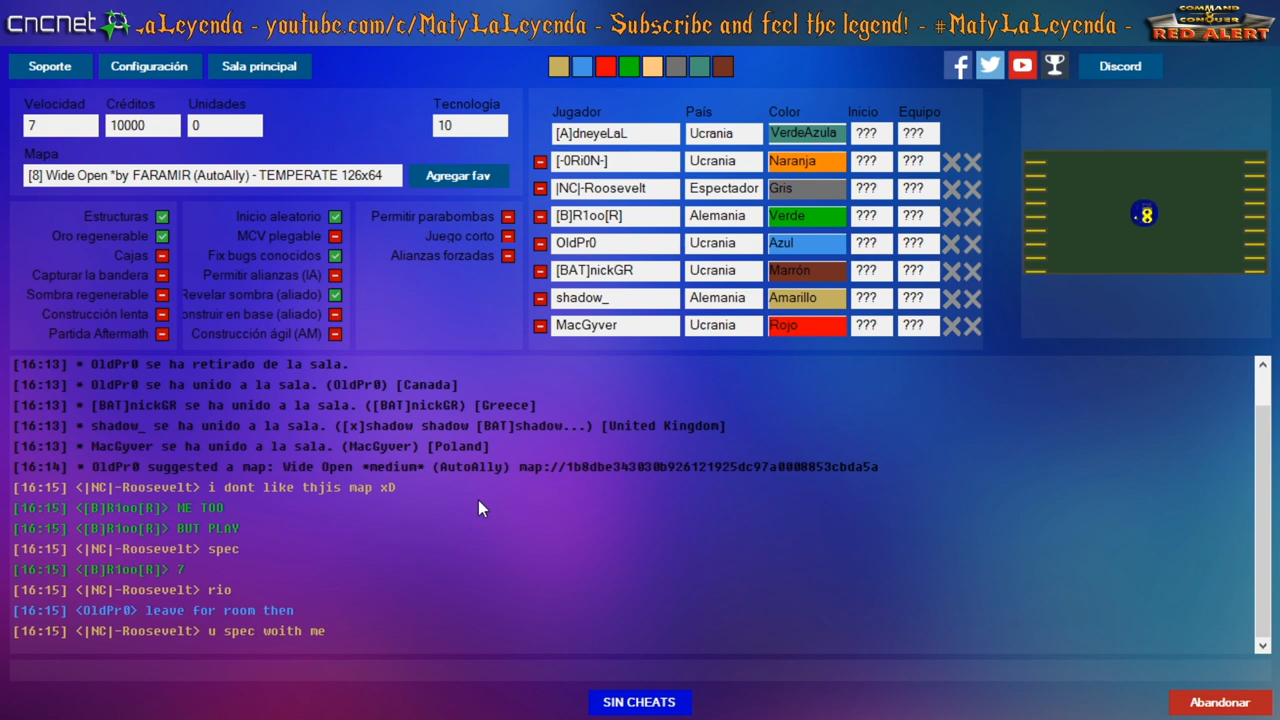 cncnet
aLeyenda - youtube.com/c/MatyLaLeyenda - Subscribe and feel the legend! - #MatyLaLeyenda -
COMMAND & CONQUER
RED ALERT
Soporte
Configuración
Sala principal
Discord
Velocidad
Créditos
Unidades
Tecnología
7
10000
0
10
Mapa
[8] Wide Open *by FARAMIR (AutoAlly) - TEMPERATE 126x64
Agregar fav
Estructuras
Inicio aleatorio
Permitir parabombas
Oro regenerable
MCV plegable
Juego corto
Cajas
Fix bugs conocidos
Alianzas forzadas
Capturar la bandera
Permitir alianzas (IA)
Sombra regenerable
Revelar sombra (aliado)
Construcción lenta
onstruir en base (aliado)
Partida Aftermath
Construcción ágil (AM)
Jugador País Color Inicio Equipo
[A]dneyeLaL Ucrania VerdeAzula ??? ???
[-0Ri0N-] Ucrania Naranja ??? ???
|NC|-Roosevelt Espectador Gris ??? ???
[B]R1oo[R] Alemania Verde ??? ???
OldPr0 Ucrania Azul ??? ???
[BAT]nickGR Ucrania Marrón ??? ???
shadow_ Alemania Amarillo ??? ???
MacGyver Ucrania Rojo ??? ???
8
[16:13] * OldPr0 se ha retirado de la sala.
[16:13] * OldPr0 se ha unido a la sala. (OldPr0) [Canada]
[16:13] * [BAT]nickGR se ha unido a la sala. ([BAT]nickGR) [Greece]
[16:13] * shadow_ se ha unido a la sala. ([x]shadow shadow [BAT]shadow...) [United Kingdom]
[16:13] * MacGyver se ha unido a la sala. (MacGyver) [Poland]
[16:14] * OldPr0 suggested a map: Wide Open *medium* (AutoAlly) map://1b8dbe343030b926121925dc97a0008853cbda5a
[16:15] <|NC|-Roosevelt> i dont like thjis map xD
[16:15] <[B]R1oo[R]> ME TOO
[16:15] <[B]R1oo[R]> BUT PLAY
[16:15] <|NC|-Roosevelt> spec
[16:15] <[B]R1oo[R]> 7
[16:15] <|NC|-Roosevelt> rio
[16:15] <OldPr0> leave for room then
[16:15] <|NC|-Roosevelt> u spec woith me
SIN CHEATS
Abandonar